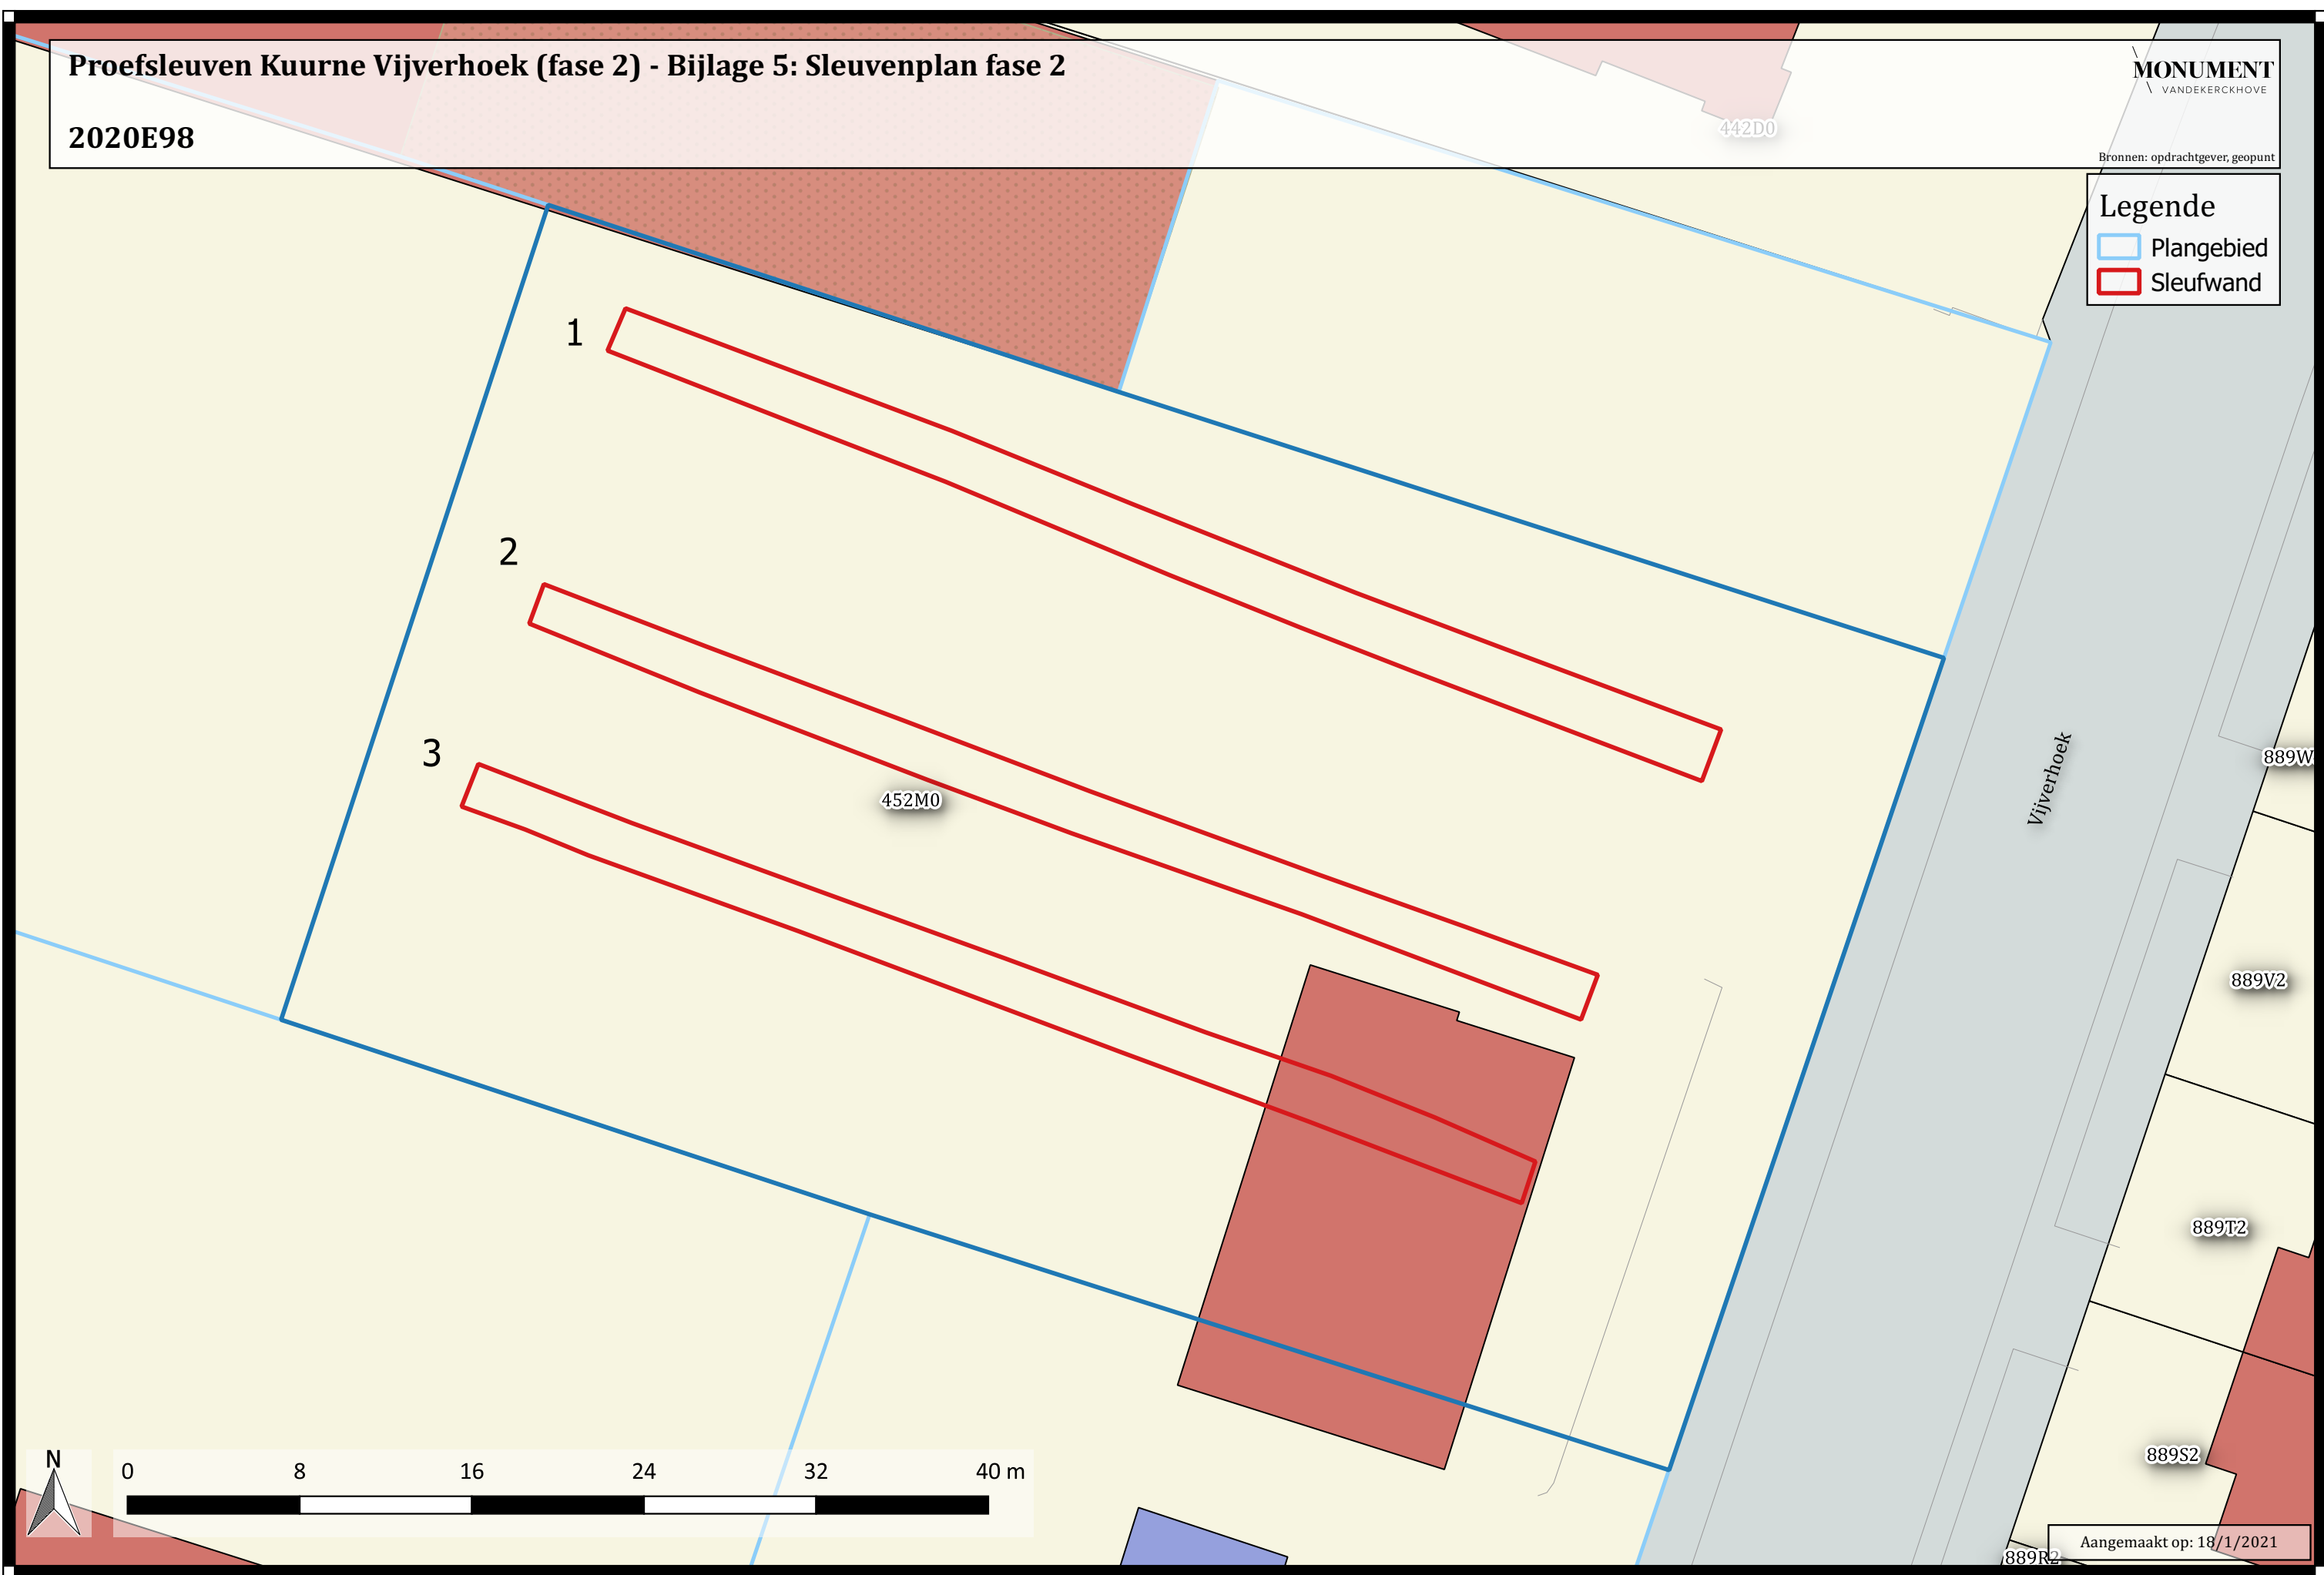 Proefsleuven Kuurne Vijverhoek (fase 2) - Bijlage 5: Sleuvenplan fase 2
2020E98
MONUMENT
VANDEKERCKHOVE
442D0
Bronnen: opdrachtgever, geopunt
Legende
Plangebied
Sleufwand
1
2
3
452M0
Vijverhoek
889W
889V2
889T2
889S2
889R2
N
0 8 16 24 32 40 m
Aangemaakt op: 18/1/2021